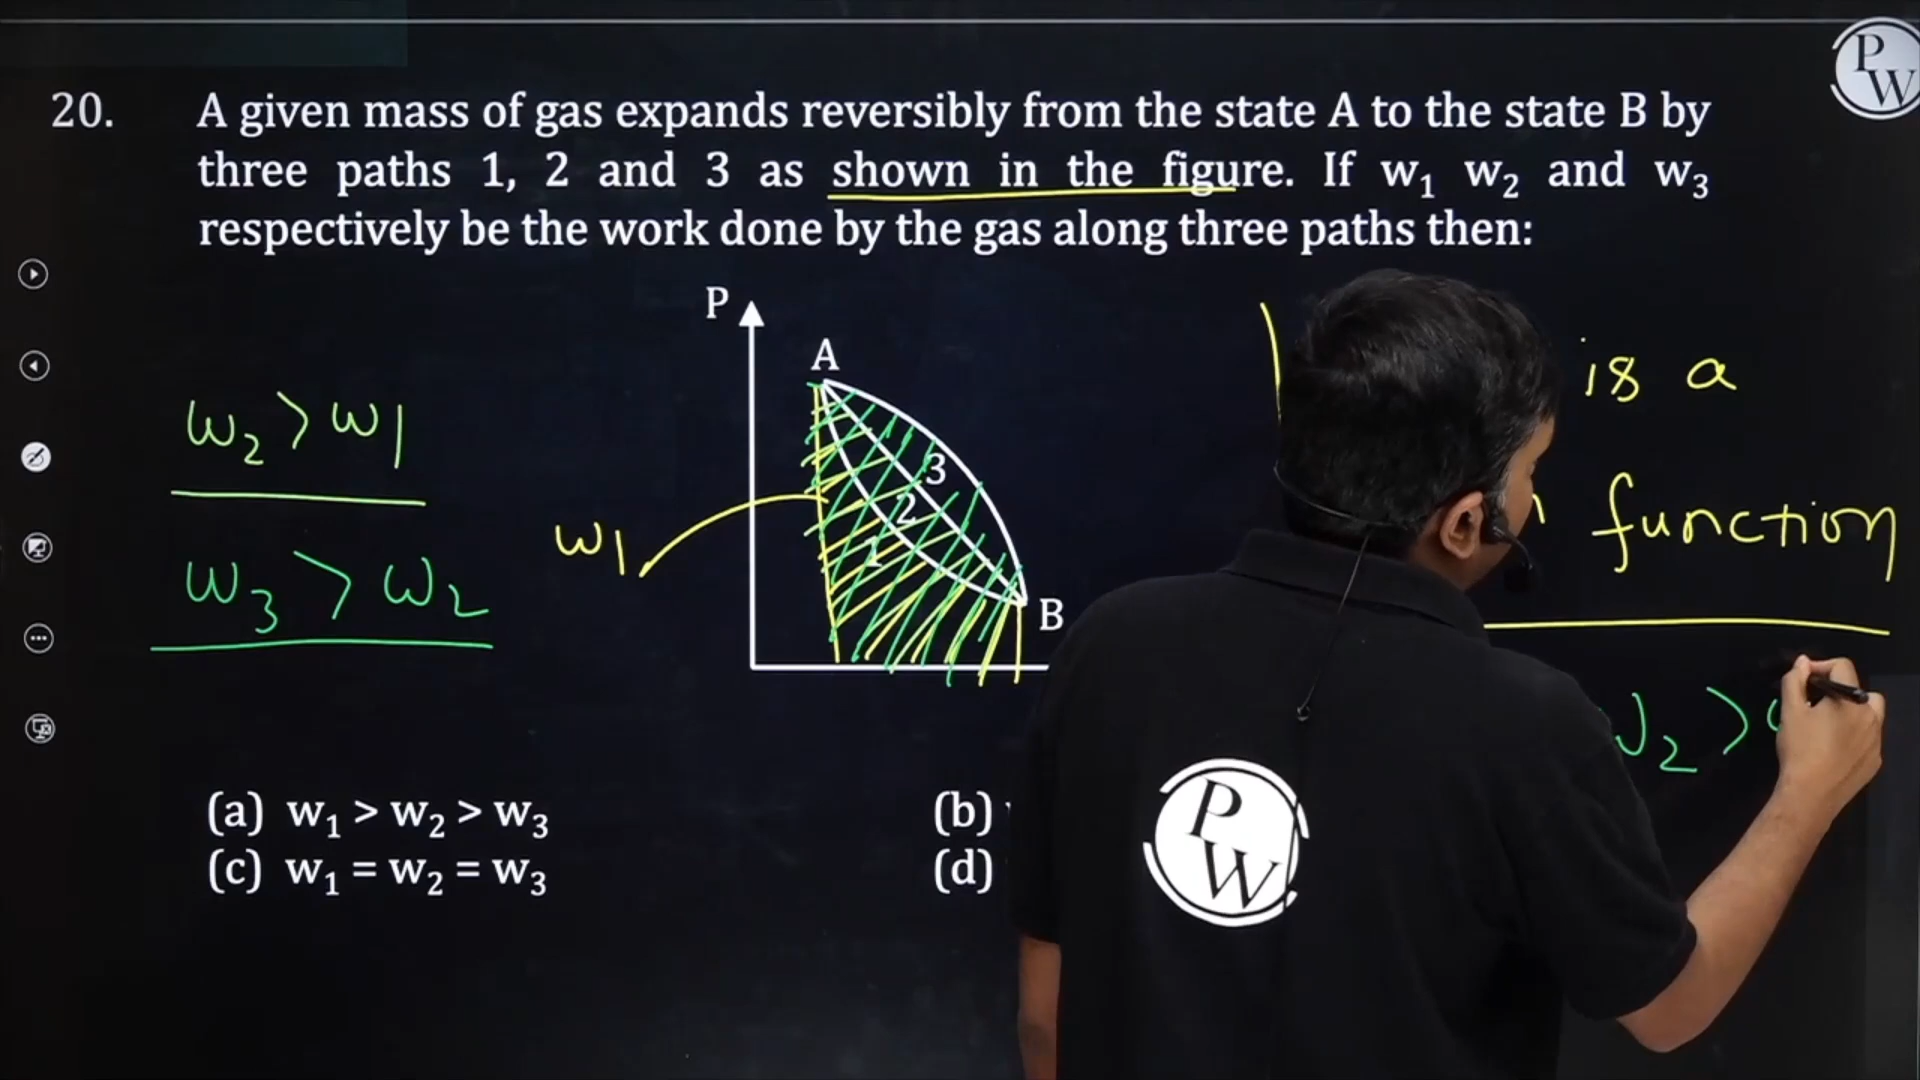 P
W
20. A given mass of gas expands reversibly from the state A to the state B by
three paths 1, 2 and 3 as shown in the figure. If w₁ w₂ and w₃
respectively be the work done by the gas along three paths then:
P
A
3
2
1
B
w₂ > w₁
w₃ > w₂
w₁
is a
function
w₂ >
(a) w₁ > w₂ > w₃
(b)
(c) w₁ = w₂ = w₃
(d)
P
W